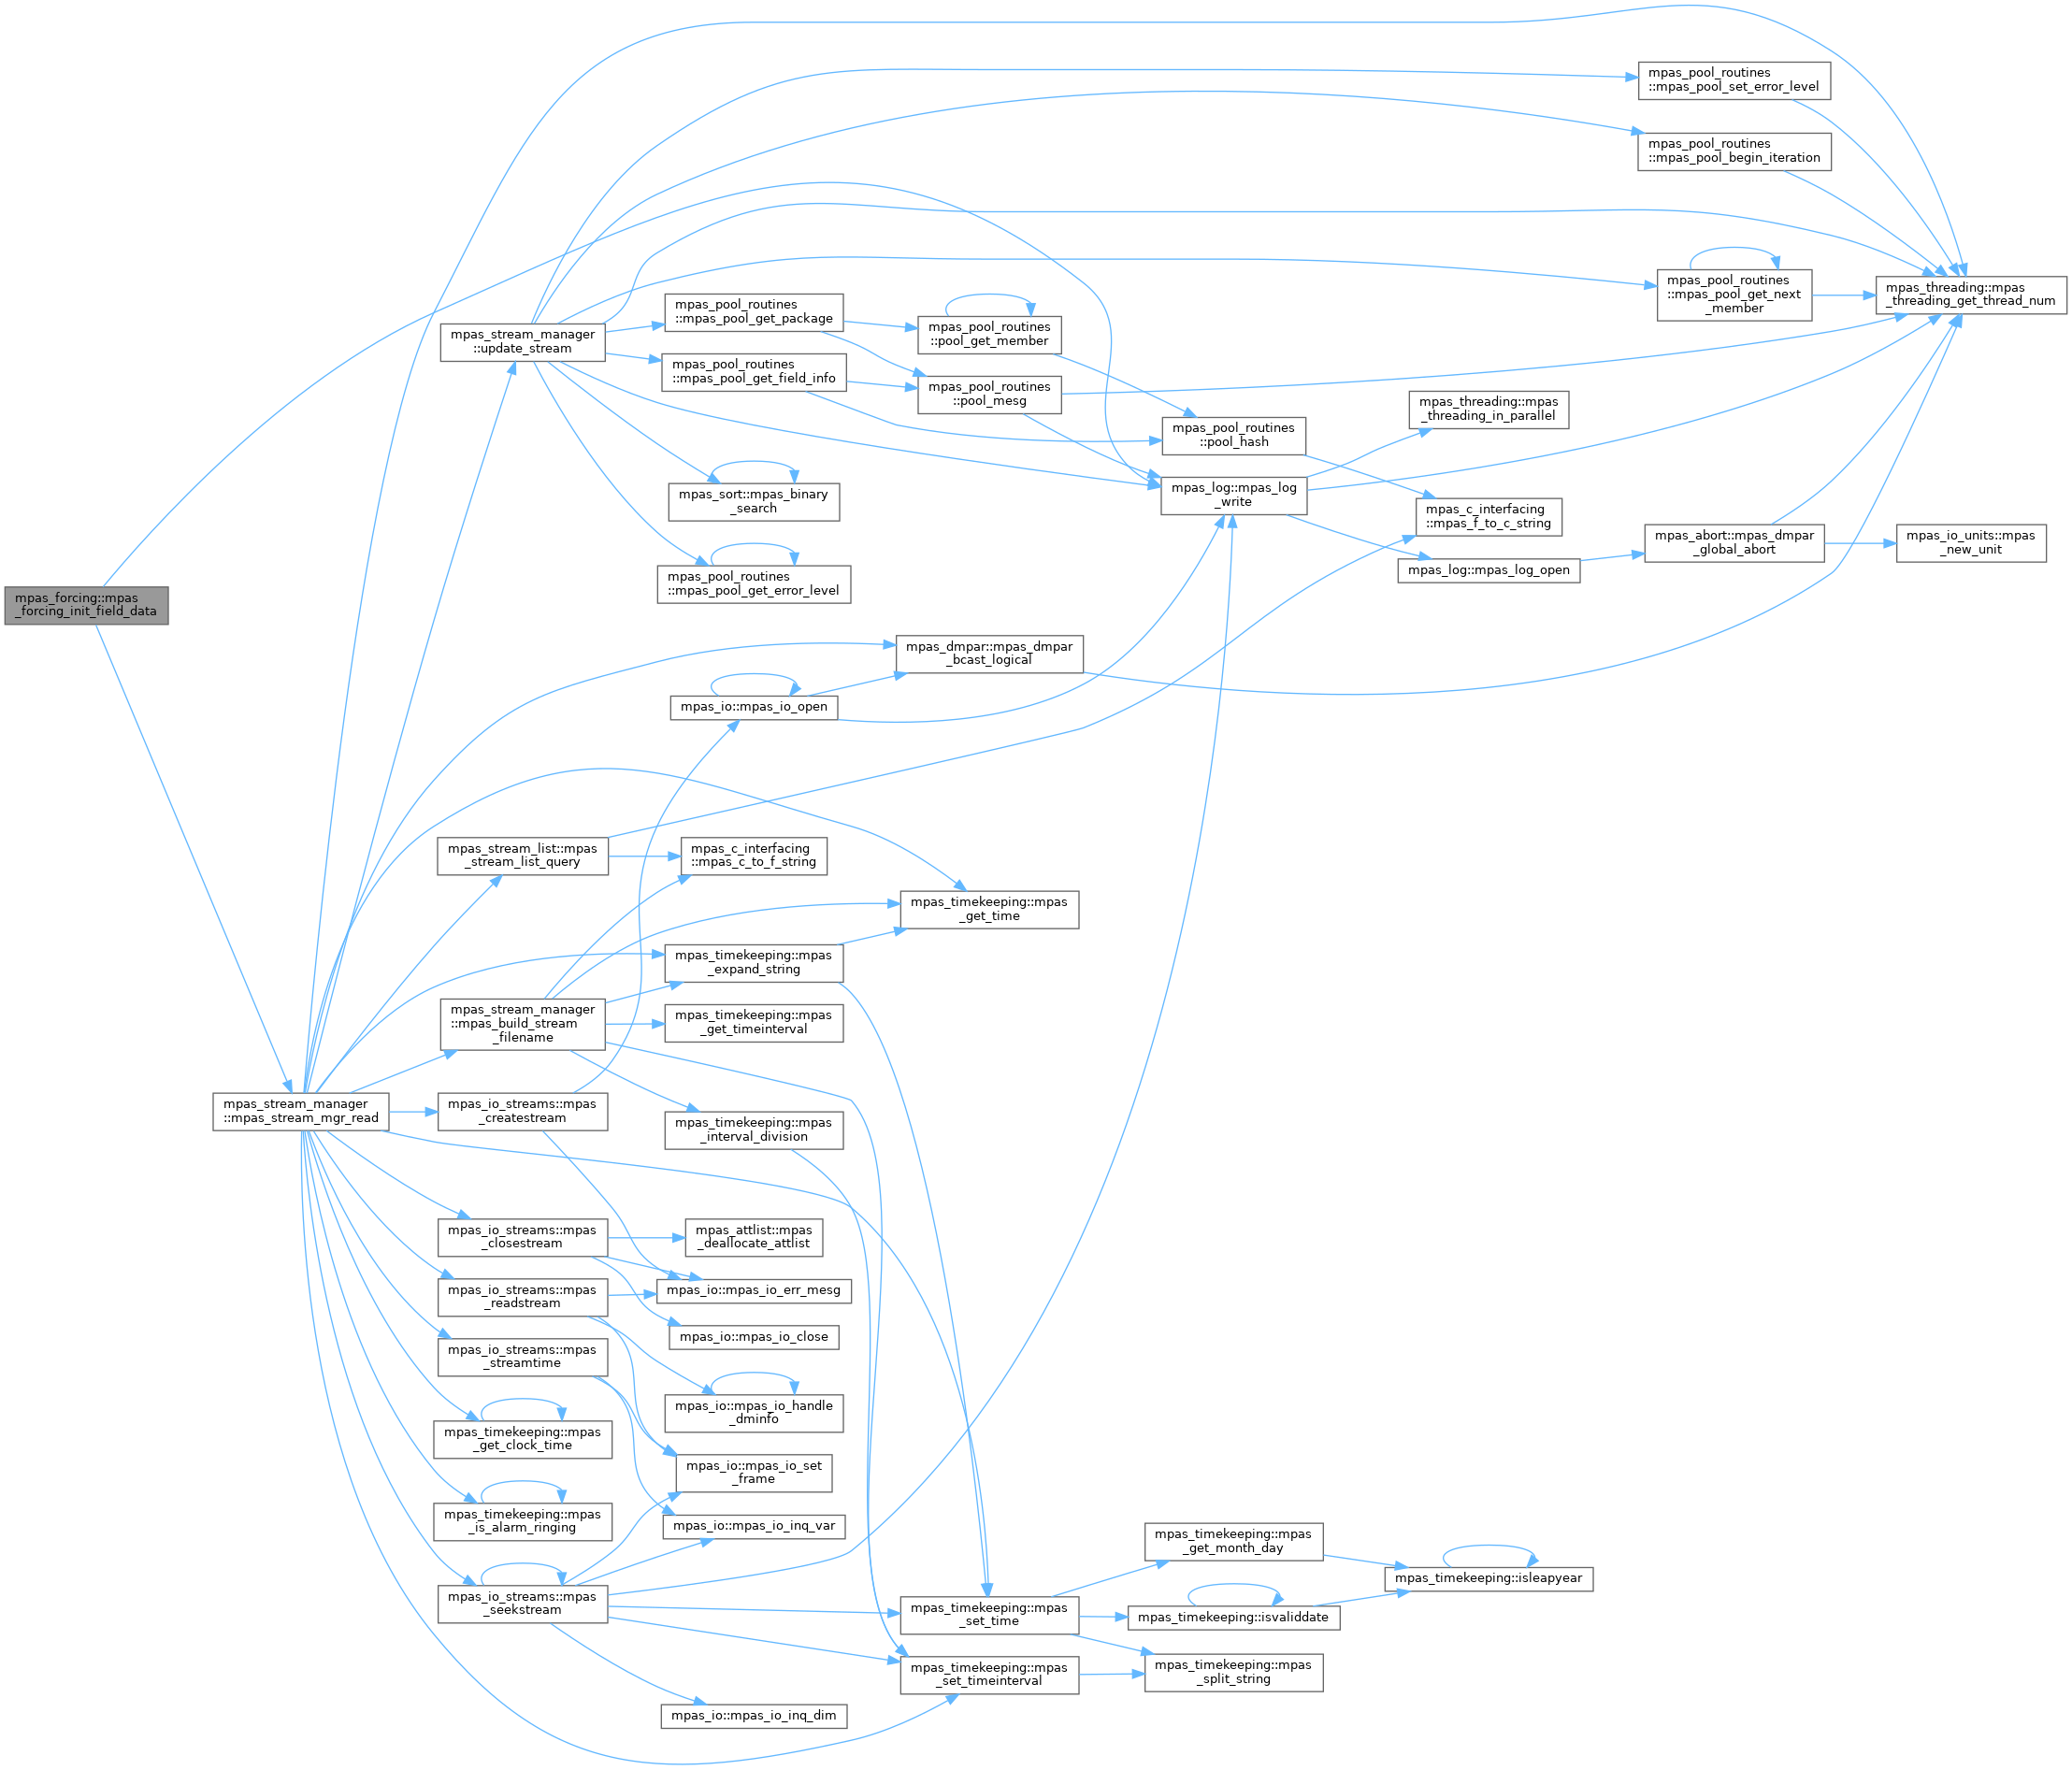 mpas_forcing::mpas
_forcing_init_field_data
mpas_stream_manager
::mpas_stream_mgr_read
mpas_stream_manager
::update_stream
mpas_stream_list::mpas
_stream_list_query
mpas_stream_manager
::mpas_build_stream
_filename
mpas_io_streams::mpas
_createstream
mpas_io_streams::mpas
_closestream
mpas_io_streams::mpas
_readstream
mpas_io_streams::mpas
_streamtime
mpas_timekeeping::mpas
_get_clock_time
mpas_timekeeping::mpas
_is_alarm_ringing
mpas_io_streams::mpas
_seekstream
mpas_pool_routines
::mpas_pool_get_package
mpas_pool_routines
::mpas_pool_get_field_info
mpas_sort::mpas_binary
_search
mpas_pool_routines
::mpas_pool_get_error_level
mpas_io::mpas_io_open
mpas_c_interfacing
::mpas_c_to_f_string
mpas_timekeeping::mpas
_expand_string
mpas_timekeeping::mpas
_get_timeinterval
mpas_timekeeping::mpas
_interval_division
mpas_attlist::mpas
_deallocate_attlist
mpas_io::mpas_io_err_mesg
mpas_io::mpas_io_close
mpas_io::mpas_io_handle
_dminfo
mpas_io::mpas_io_set
_frame
mpas_io::mpas_io_inq_var
mpas_io::mpas_io_inq_dim
mpas_pool_routines
::pool_get_member
mpas_pool_routines
::pool_mesg
mpas_dmpar::mpas_dmpar
_bcast_logical
mpas_timekeeping::mpas
_get_time
mpas_timekeeping::mpas
_set_time
mpas_timekeeping::mpas
_set_timeinterval
mpas_pool_routines
::pool_hash
mpas_log::mpas_log
_write
mpas_timekeeping::mpas
_get_month_day
mpas_timekeeping::isvaliddate
mpas_timekeeping::mpas
_split_string
mpas_threading::mpas
_threading_in_parallel
mpas_c_interfacing
::mpas_f_to_c_string
mpas_log::mpas_log_open
mpas_timekeeping::isleapyear
mpas_pool_routines
::mpas_pool_set_error_level
mpas_pool_routines
::mpas_pool_begin_iteration
mpas_pool_routines
::mpas_pool_get_next
_member
mpas_abort::mpas_dmpar
_global_abort
mpas_threading::mpas
_threading_get_thread_num
mpas_io_units::mpas
_new_unit